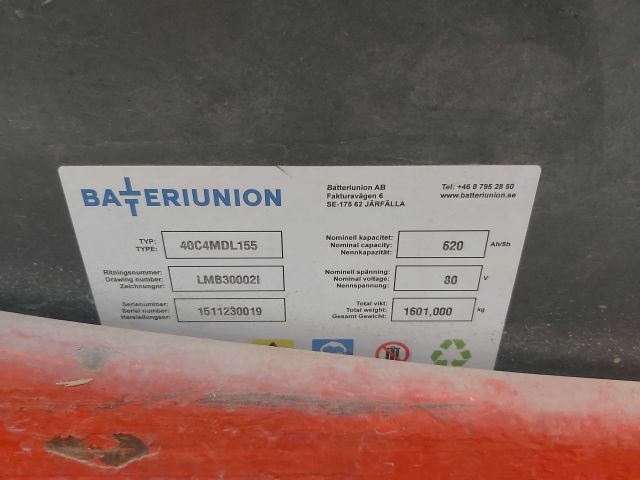 BATTERIUNION
Batteriunion AB
Fakturavägen 6
SE-175 62 JÄRFÄLLA
Tel: +46 8 795 28 50
www.batteriunion.se
TYP:
TYPE:
40C4MDL155
Ritningsnummer:
Drawing number:
Zeichnungnr:
LMB30002I
Serienummer:
Serial number
Herstellungsnr:
1511230019
Nominell kapacitet:
Nominal capacity:
Nennkapazität:
620 Ah/5h
Nominell spänning:
Nominal voltage:
Nennspannung:
80 V
Total vikt:
Total weight:
Gesamt Gewicht:
1601,000 kg